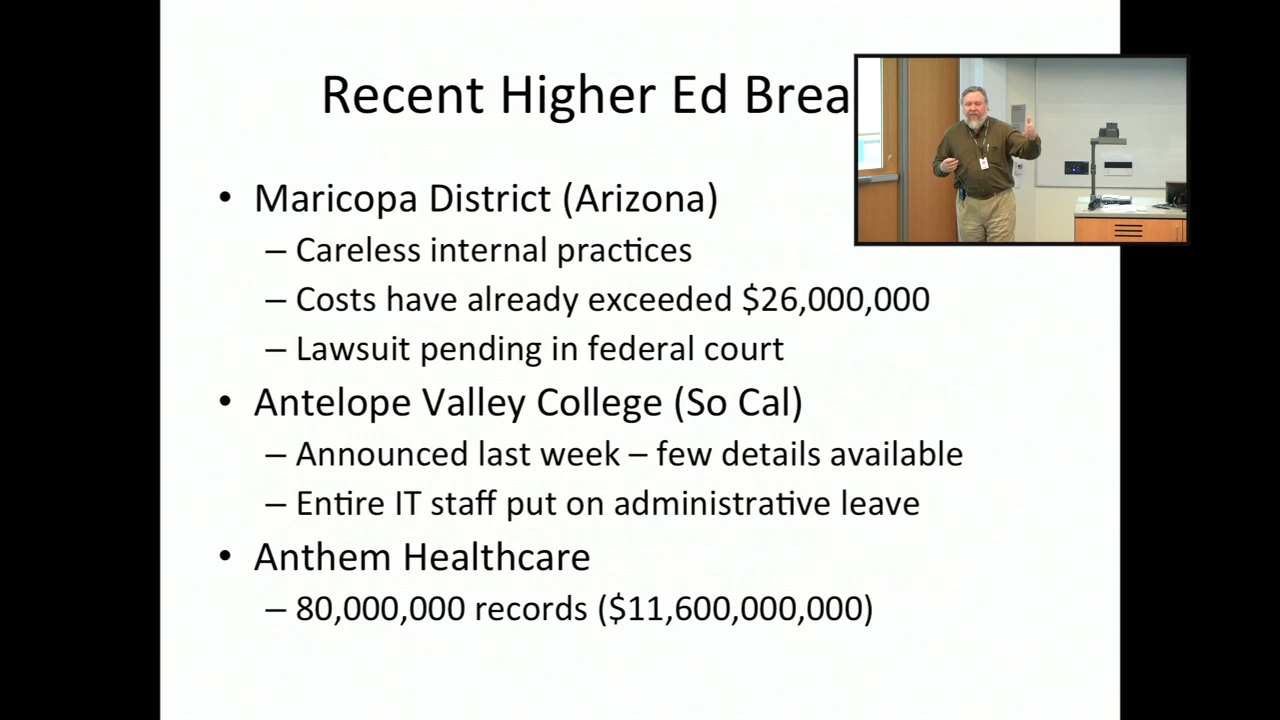 Recent Higher Ed Brea
• Maricopa District (Arizona)
– Careless internal practices
– Costs have already exceeded $26,000,000
– Lawsuit pending in federal court
• Antelope Valley College (So Cal)
– Announced last week – few details available
– Entire IT staff put on administrative leave
• Anthem Healthcare
– 80,000,000 records ($11,600,000,000)